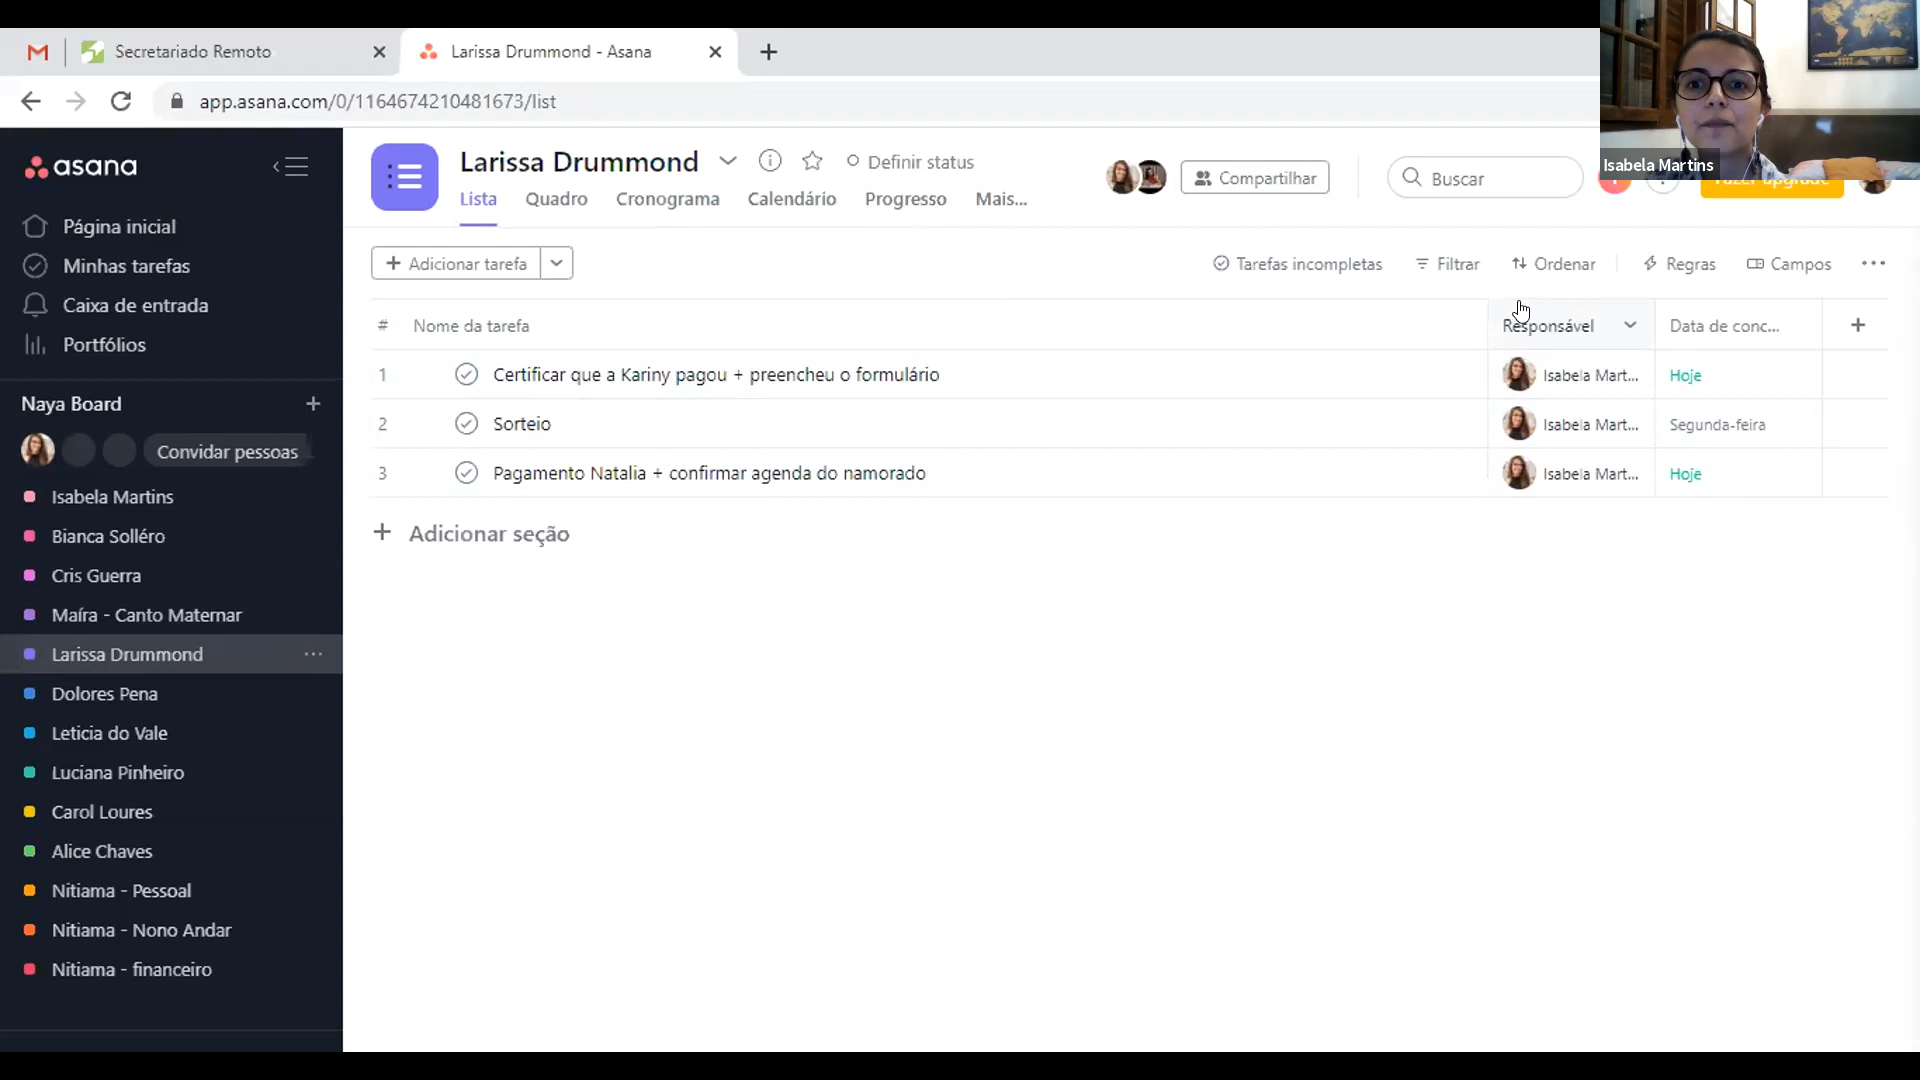 Secretariado Remoto
Larissa Drummond - Asana
app.asana.com/0/1164674210481673/list
Isabela Martins
asana
Larissa Drummond
Definir status
Compartilhar
Buscar
Fazer upgrade
Lista
Quadro
Cronograma
Calendário
Progresso
Mais...
Página inicial
Minhas tarefas
Caixa de entrada
Portfólios
Naya Board
Convidar pessoas
Isabela Martins
Bianca Solléro
Cris Guerra
Maíra - Canto Maternar
Larissa Drummond
Dolores Pena
Leticia do Vale
Luciana Pinheiro
Carol Loures
Alice Chaves
Nitiama - Pessoal
Nitiama - Nono Andar
Nitiama - financeiro
+ Adicionar tarefa
Tarefas incompletas
Filtrar
Ordenar
Regras
Campos
# Nome da tarefa Responsável Data de conc...
1 Certificar que a Kariny pagou + preencheu o formulário Isabela Mart... Hoje
2 Sorteio Isabela Mart... Segunda-feira
3 Pagamento Natalia + confirmar agenda do namorado Isabela Mart... Hoje
+ Adicionar seção